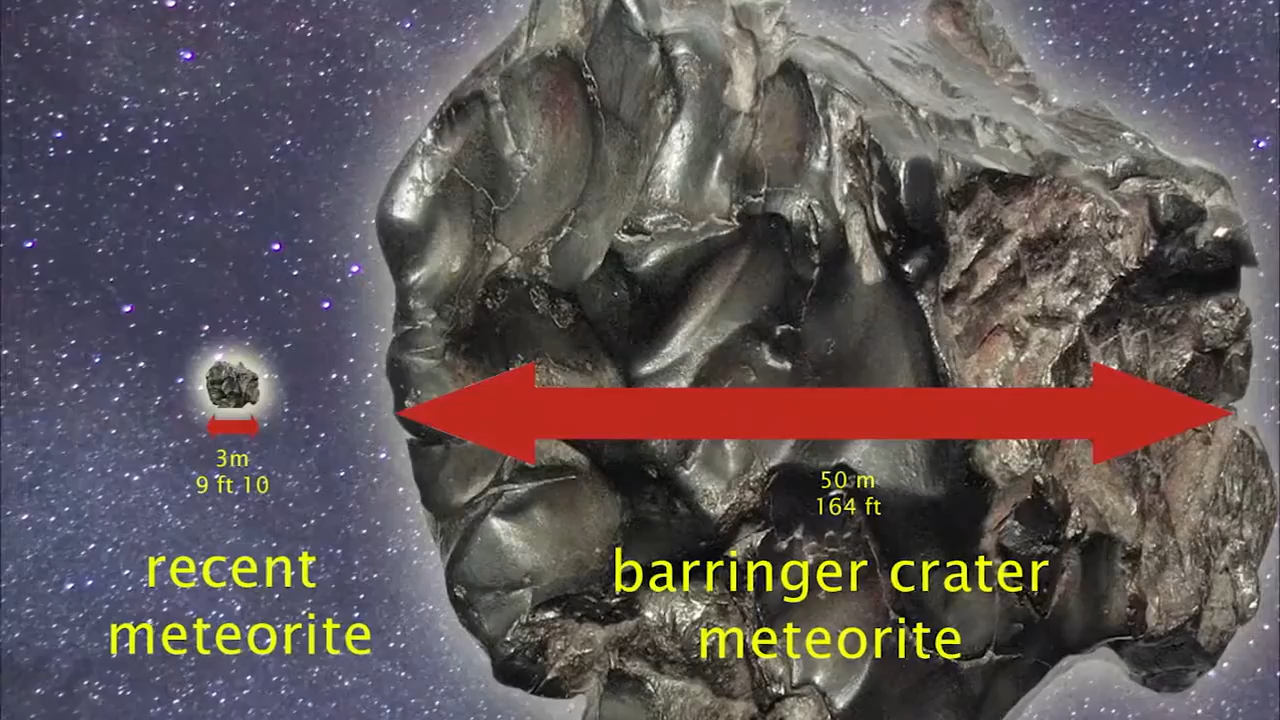 3m
9 ft 10
recent
meteorite
50 m
164 ft
barringer crater
meteorite